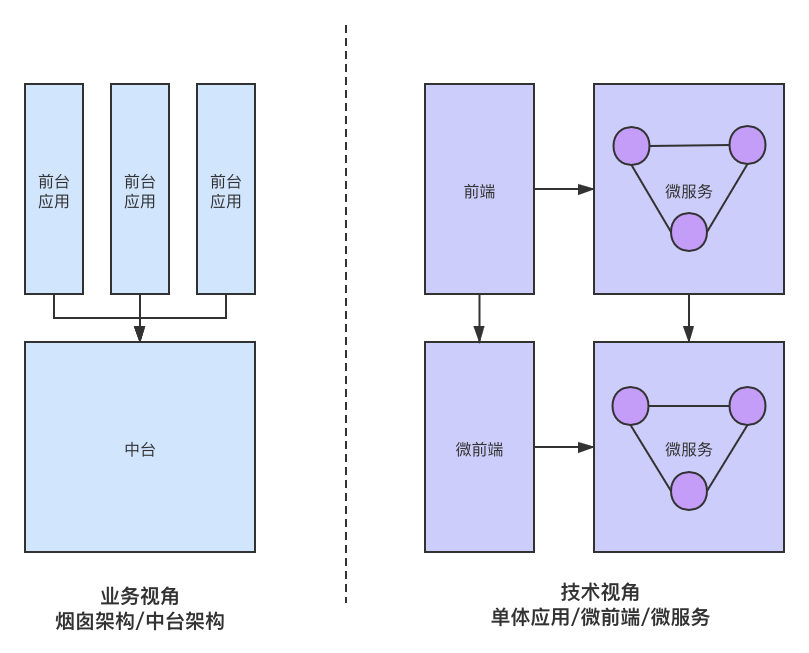 前台
应用
前台
应用
前台
应用
中台
业务视角
烟囱架构/中台架构
前端
微服务
微前端
微服务
技术视角
单体应用/微前端/微服务